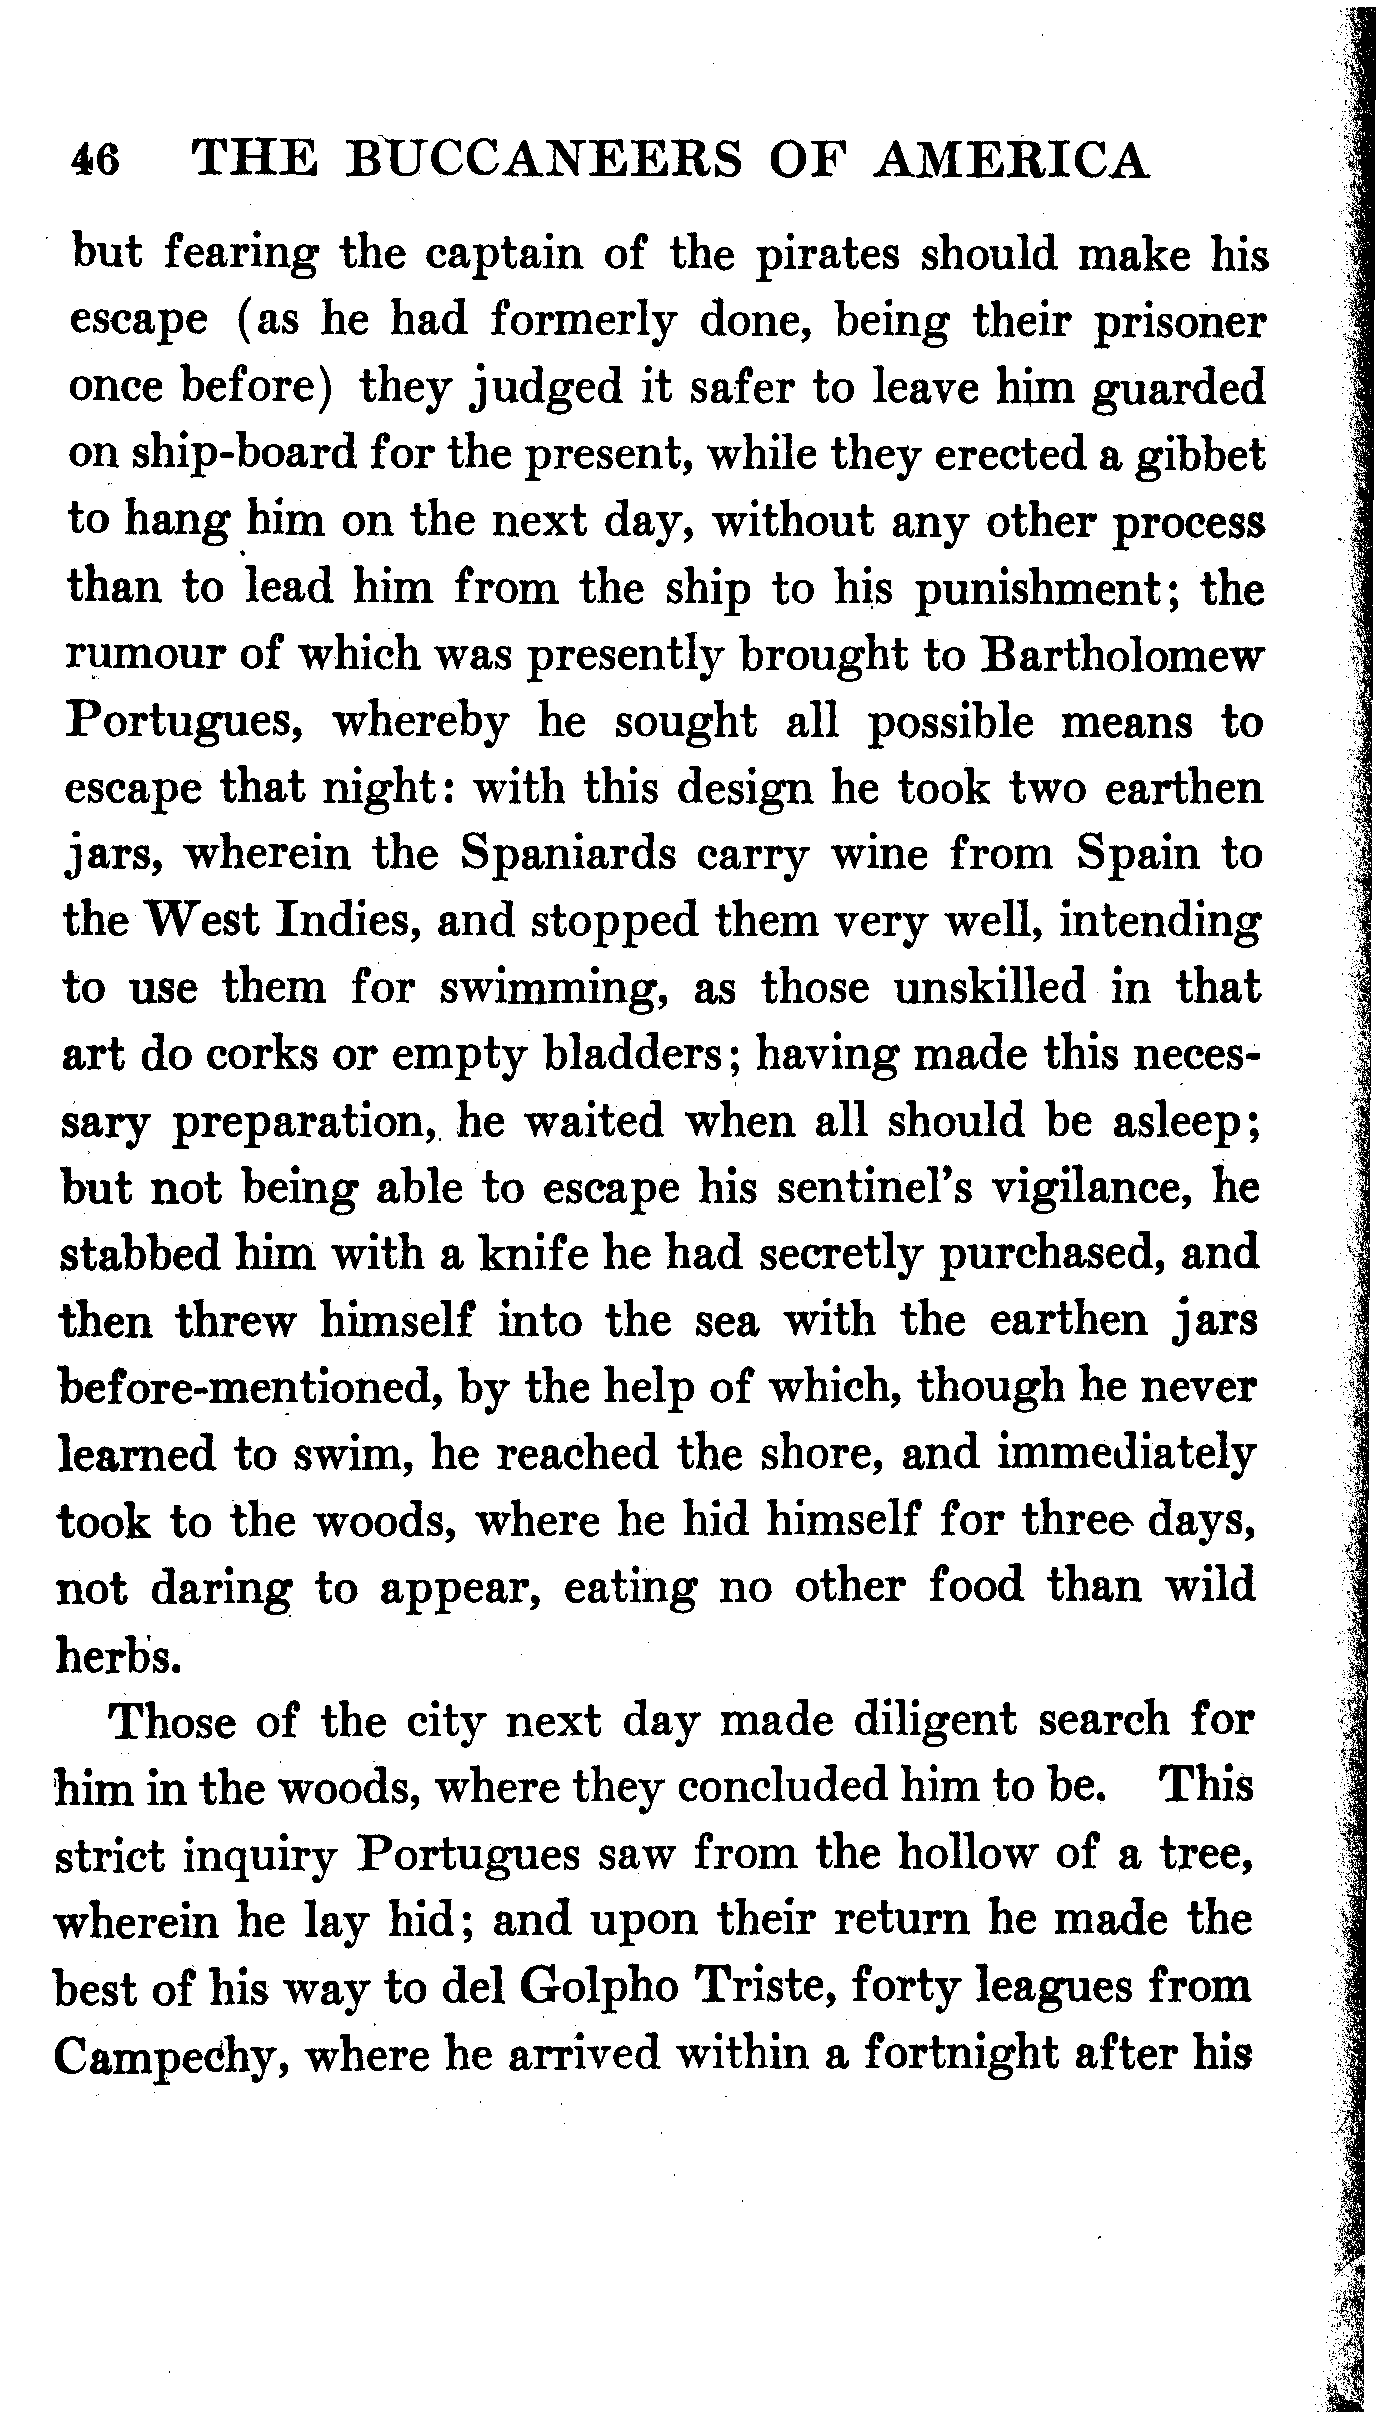 46 THE BUCCANEERS OF AMERICA
but fearing the captain of the pirates should make his
escape (as he had formerly done, being their prisoner
once before) they judged it safer to leave him guarded
on ship-board for the present, while they erected a gibbet
to hang him on the next day, without any other process
than to lead him from the ship to his punishment; the
rumour of which was presently brought to Bartholomew
Portugues, whereby he sought all possible means to
escape that night: with this design he took two earthen
jars, wherein the Spaniards carry wine from Spain to
the West Indies, and stopped them very well, intending
to use them for swimming, as those unskilled in that
art do corks or empty bladders; having made this neces-
sary preparation, he waited when all should be asleep;
but not being able to escape his sentinel's vigilance, he
stabbed him with a knife he had secretly purchased, and
then threw himself into the sea with the earthen jars
before-mentioned, by the help of which, though he never
learned to swim, he reached the shore, and immediately
took to the woods, where he hid himself for three days,
not daring to appear, eating no other food than wild
herbs.
Those of the city next day made diligent search for
him in the woods, where they concluded him to be. This
strict inquiry Portugues saw from the hollow of a tree,
wherein he lay hid; and upon their return he made the
best of his way to del Golpho Triste, forty leagues from
Campechy, where he arrived within a fortnight after his